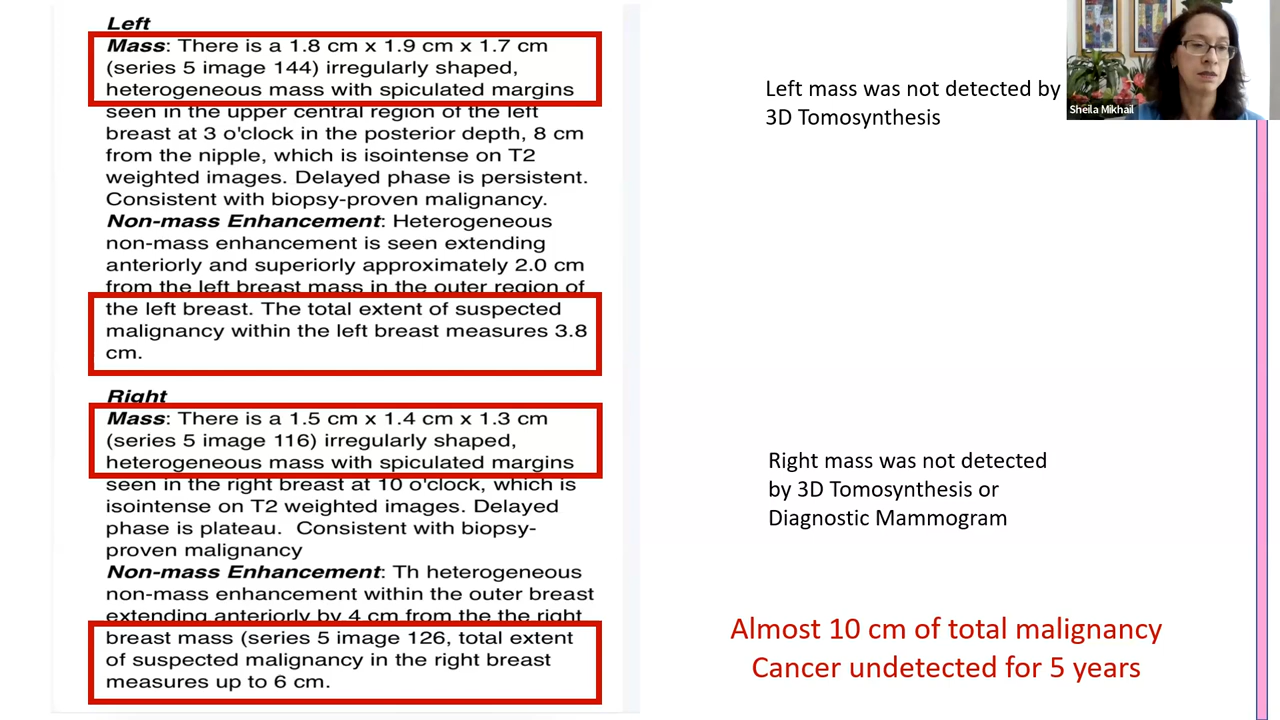 Left
Mass: There is a 1.8 cm x 1.9 cm x 1.7 cm
(series 5 image 144) irregularly shaped,
heterogeneous mass with spiculated margins
seen in the upper central region of the left
breast at 3 o'clock in the posterior depth, 8 cm
from the nipple, which is isointense on T2
weighted images. Delayed phase is persistent.
Consistent with biopsy-proven malignancy.
Non-mass Enhancement: Heterogeneous
non-mass enhancement is seen extending
anteriorly and superiorly approximately 2.0 cm
from the left breast mass in the outer region of
the left breast. The total extent of suspected
malignancy within the left breast measures 3.8
cm.
Right
Mass: There is a 1.5 cm x 1.4 cm x 1.3 cm
(series 5 image 116) irregularly shaped,
heterogeneous mass with spiculated margins
seen in the right breast at 10 o'clock, which is
isointense on T2 weighted images. Delayed
phase is plateau. Consistent with biopsy-
proven malignancy
Non-mass Enhancement: Th heterogeneous
non-mass enhancement within the outer breast
extending anteriorly by 4 cm from the the right
breast mass (series 5 image 126, total extent
of suspected malignancy in the right breast
measures up to 6 cm.
Left mass was not detected by
3D Tomosynthesis
Sheila Mikhail
Right mass was not detected
by 3D Tomosynthesis or
Diagnostic Mammogram
Almost 10 cm of total malignancy
Cancer undetected for 5 years